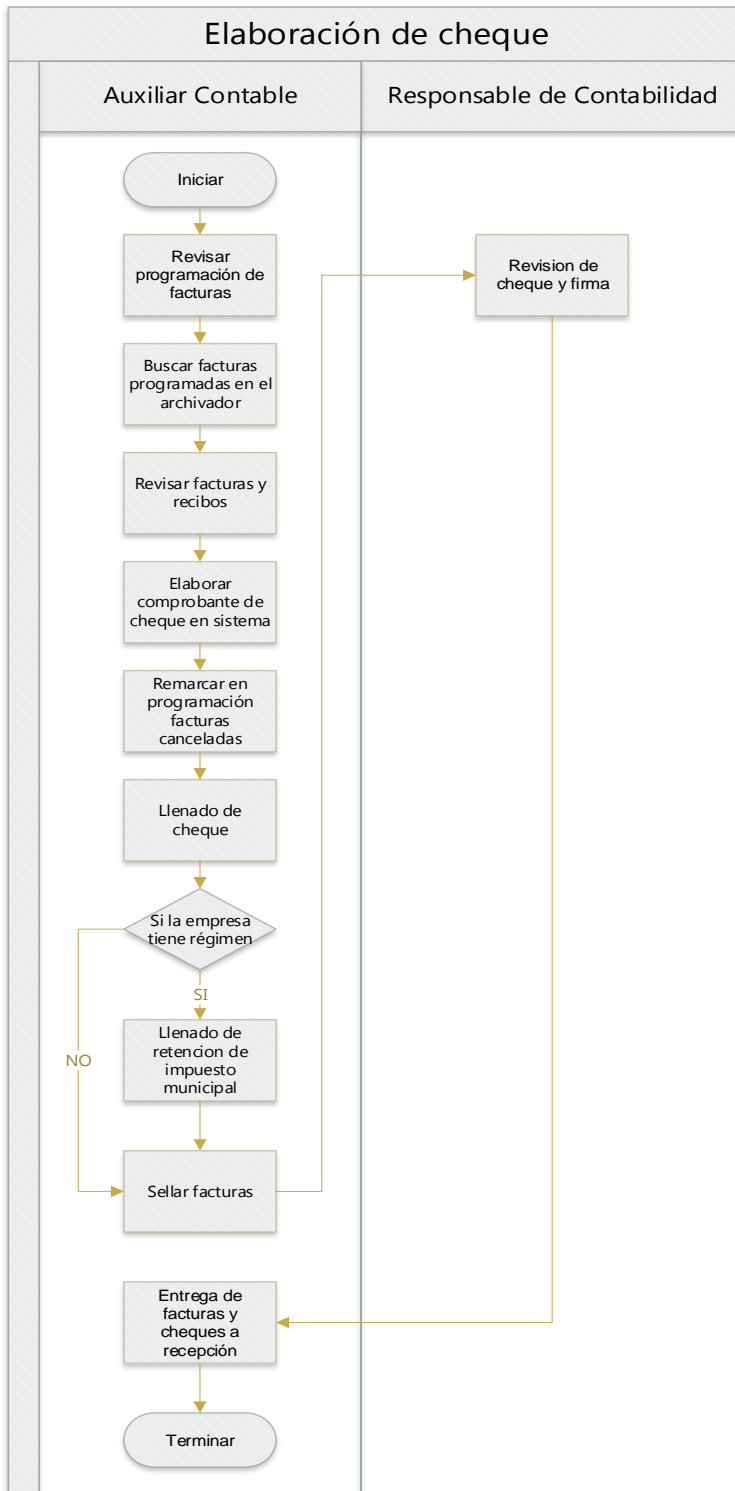 Elaboración de cheque
Auxiliar Contable
Responsable de Contabilidad
Iniciar
Revisar
programación de
facturas
Revision de
cheque y firma
Buscar facturas
programadas en el
archivador
Revisar facturas y
recibos
Elaborar
comprobante de
cheque en sistema
Remarcar en
programación
facturas
canceladas
Llenado de
cheque
Si la empresa
tiene régimen
SI
NO
Llenado de
retencion de
impuesto
municipal
Sellar facturas
Entrega de
facturas y
cheques a
recepción
Terminar